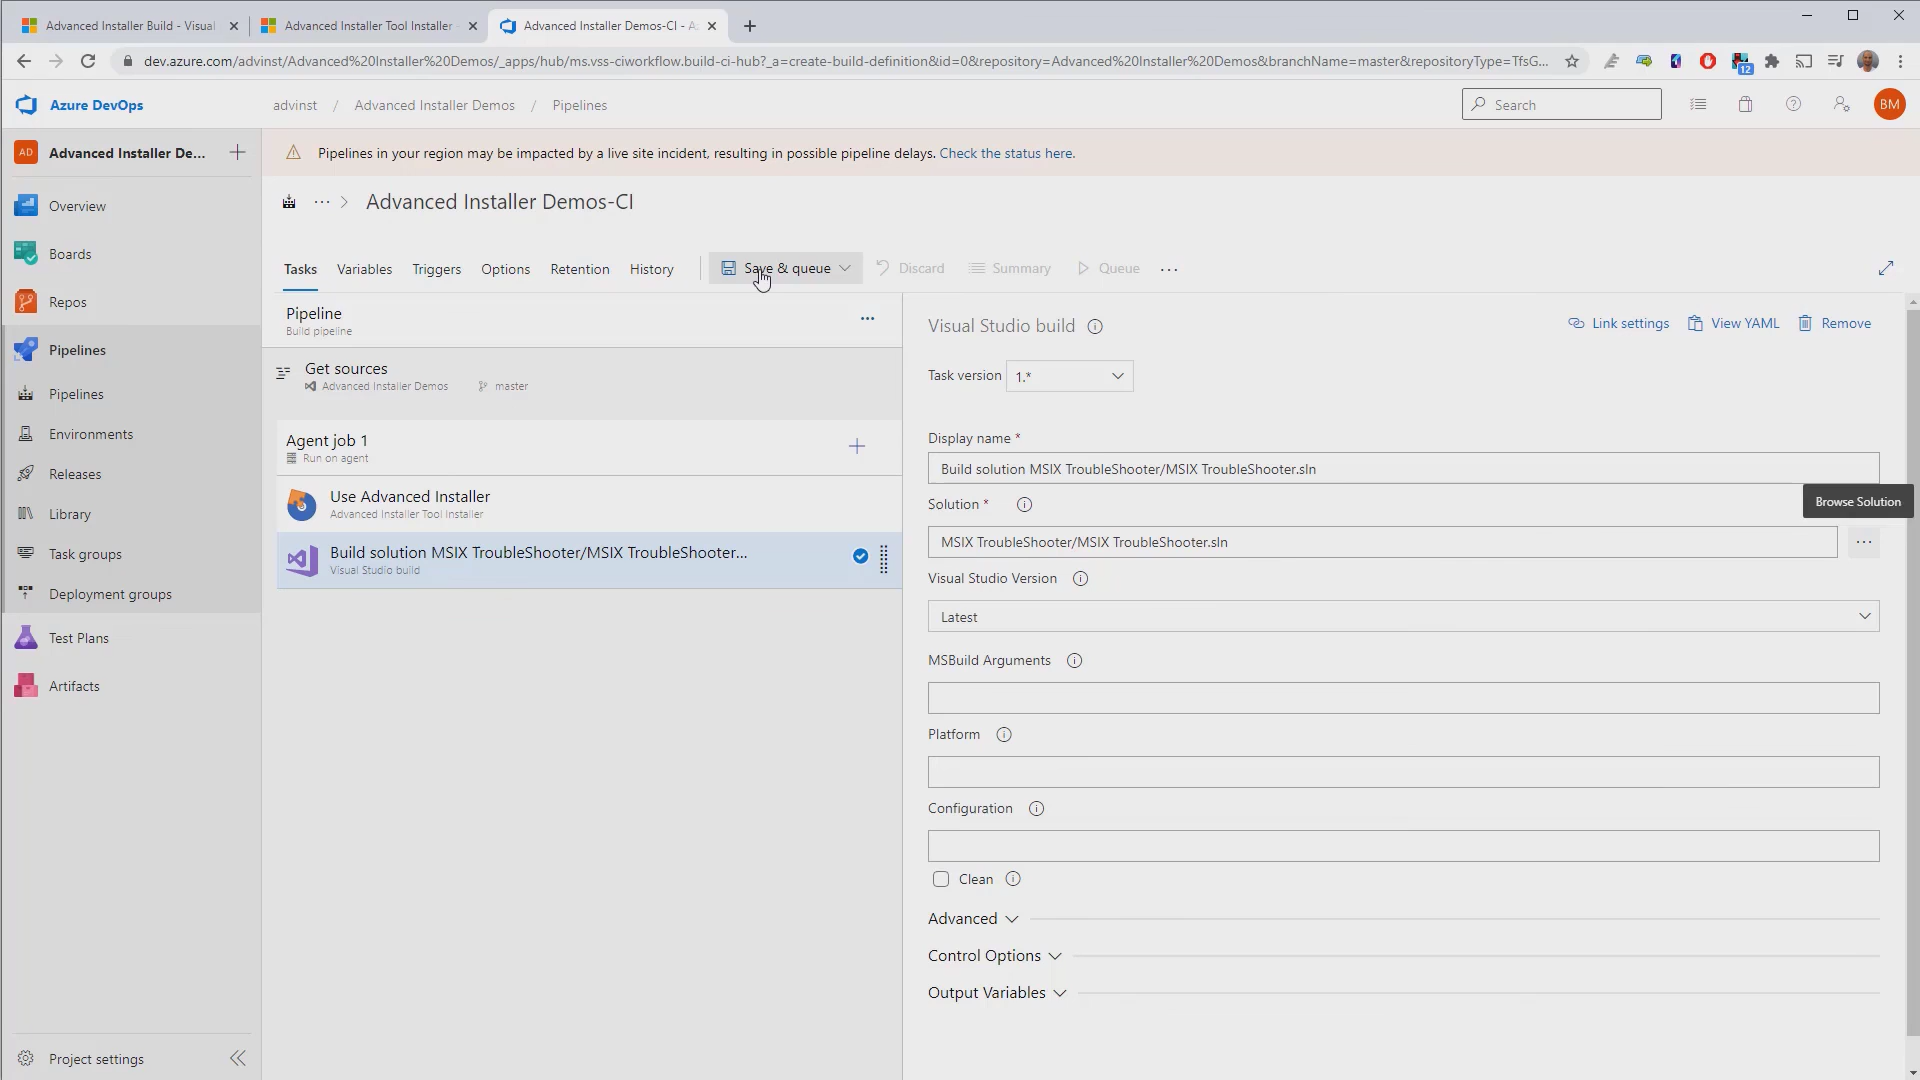 Advanced Installer Build - Visual
Advanced Installer Tool Installer -
Advanced Installer Demos-CI - A
dev.azure.com/advinst/Advanced%20Installer%20Demos/_apps/hub/ms.vss-ciworkflow.build-ci-hub?_a=create-build-definition&id=0&repository=Advanced%20Installer%20Demos&branchName=master&repositoryType=TfsG...
12
Azure DevOps
advinst / Advanced Installer Demos / Pipelines
Search
BM
AD Advanced Installer De...
Pipelines in your region may be impacted by a live site incident, resulting in possible pipeline delays. Check the status here.
Overview
Boards
Repos
Pipelines
Pipelines
Environments
Releases
Library
Task groups
Deployment groups
Test Plans
Artifacts
Project settings
... > Advanced Installer Demos-CI
Tasks Variables Triggers Options Retention History Save & queue Discard Summary Queue ...
Pipeline
Build pipeline
Get sources
Advanced Installer Demos master
Agent job 1
Run on agent
Use Advanced Installer
Advanced Installer Tool Installer
Build solution MSIX TroubleShooter/MSIX TroubleShooter...
Visual Studio build
Visual Studio build
Link settings View YAML Remove
Task version 1.*
Display name *
Build solution MSIX TroubleShooter/MSIX TroubleShooter.sln
Solution *
Browse Solution
MSIX TroubleShooter/MSIX TroubleShooter.sln
Visual Studio Version
Latest
MSBuild Arguments
Platform
Configuration
Clean
Advanced
Control Options
Output Variables